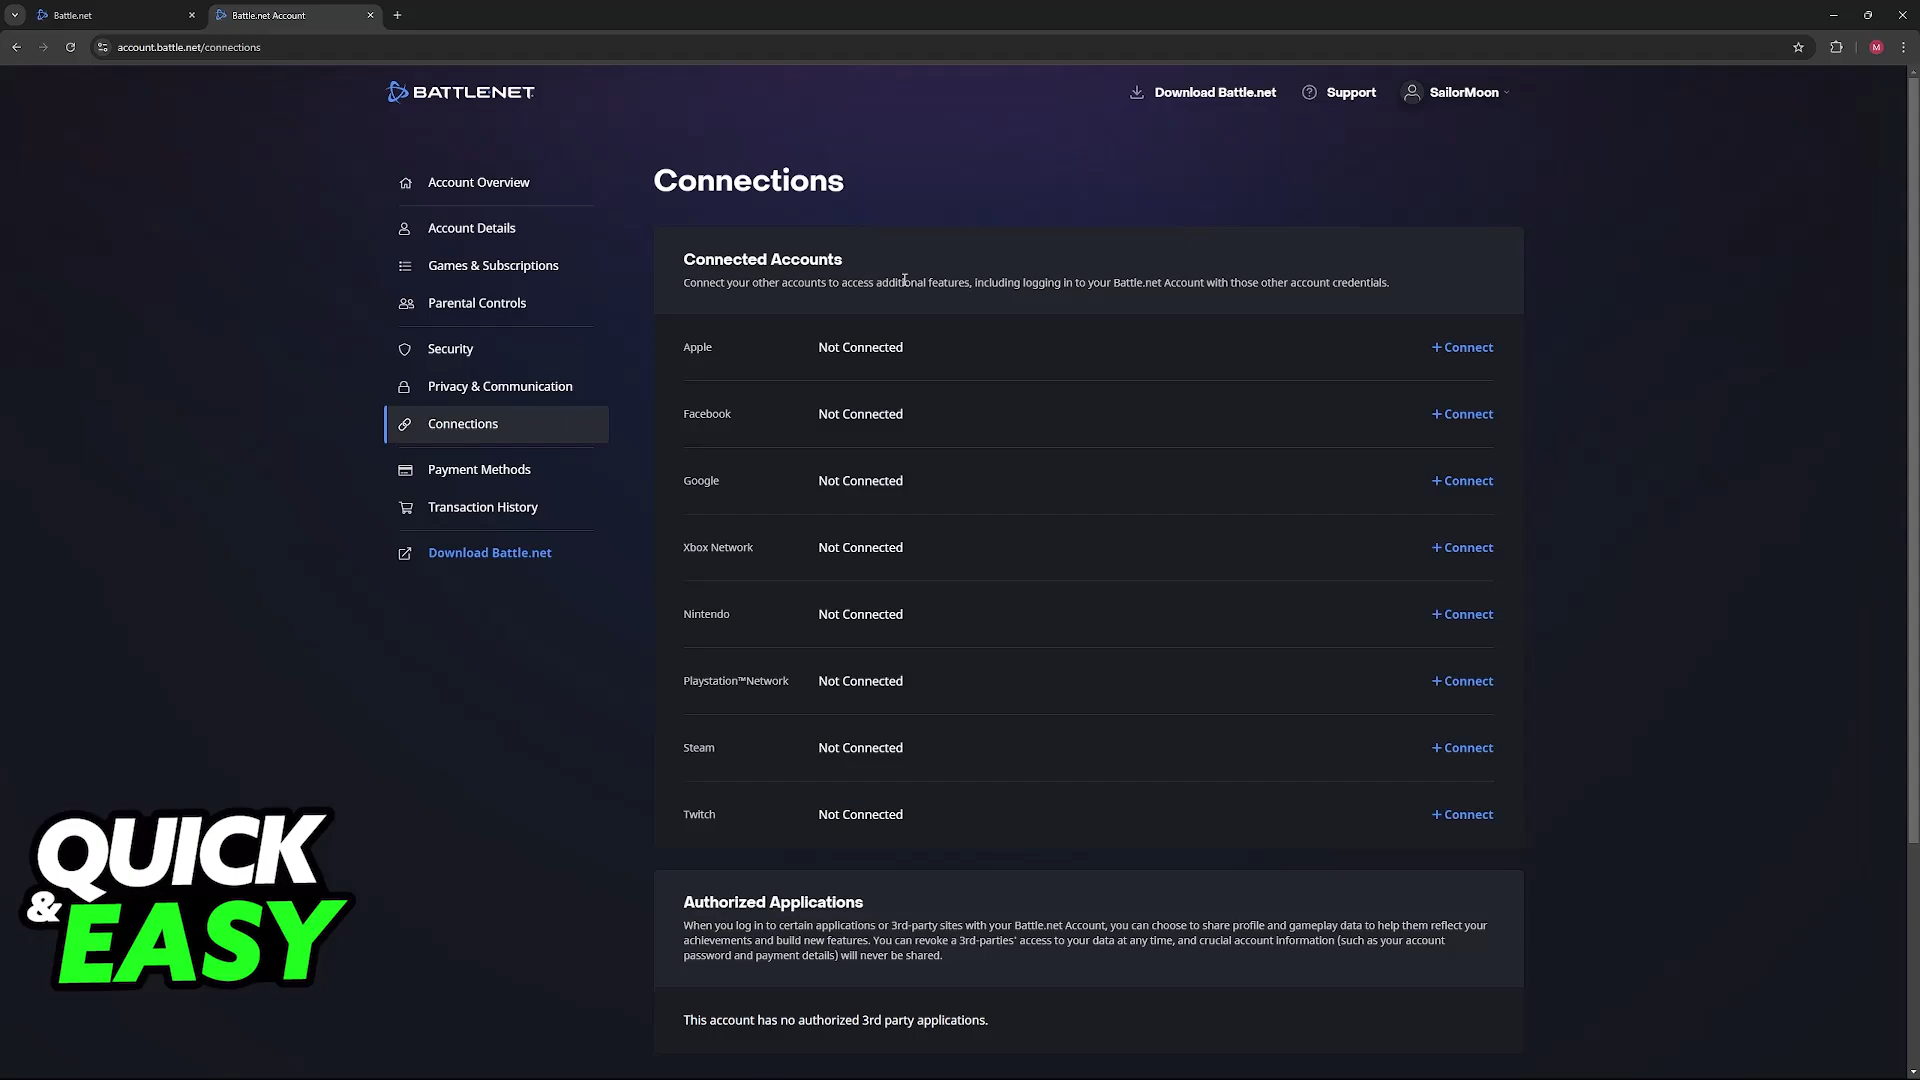 Battle.net
Battle.net Account
account.battle.net/connections
M
BATTLE.NET
Download Battle.net
Support
SailorMoon
Account Overview
Account Details
Games & Subscriptions
Parental Controls
Security
Privacy & Communication
Connections
Payment Methods
Transaction History
Download Battle.net
Connections
Connected Accounts
Connect your other accounts to access additional features, including logging in to your Battle.net Account with those other account credentials.
Apple Not Connected + Connect
Facebook Not Connected + Connect
Google Not Connected + Connect
Xbox Network Not Connected + Connect
Nintendo Not Connected + Connect
Playstation™Network Not Connected + Connect
Steam Not Connected + Connect
Twitch Not Connected + Connect
Authorized Applications
When you log in to certain applications or 3rd-party sites with your Battle.net Account, you can choose to share profile and gameplay data to help them reflect your
achievements and build new features. You can revoke a 3rd-parties' access to your data at any time, and crucial account information (such as your account
password and payment details) will never be shared.
This account has no authorized 3rd party applications.
QUICK
& EASY